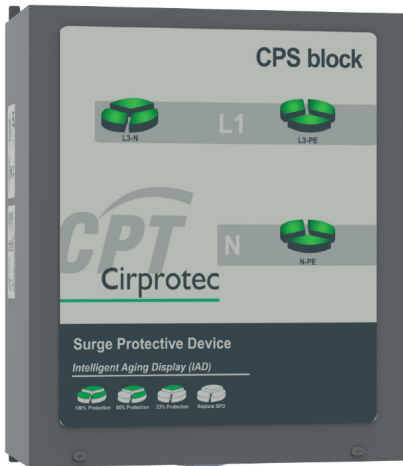 CPS block
L1
L3-N
L3-PE
CPT
N
N-PE
Cirprotec
Surge Protective Device
Intelligent Aging Display (IAD)
100% Protection 66% Protection 33% Protection Replace SPD